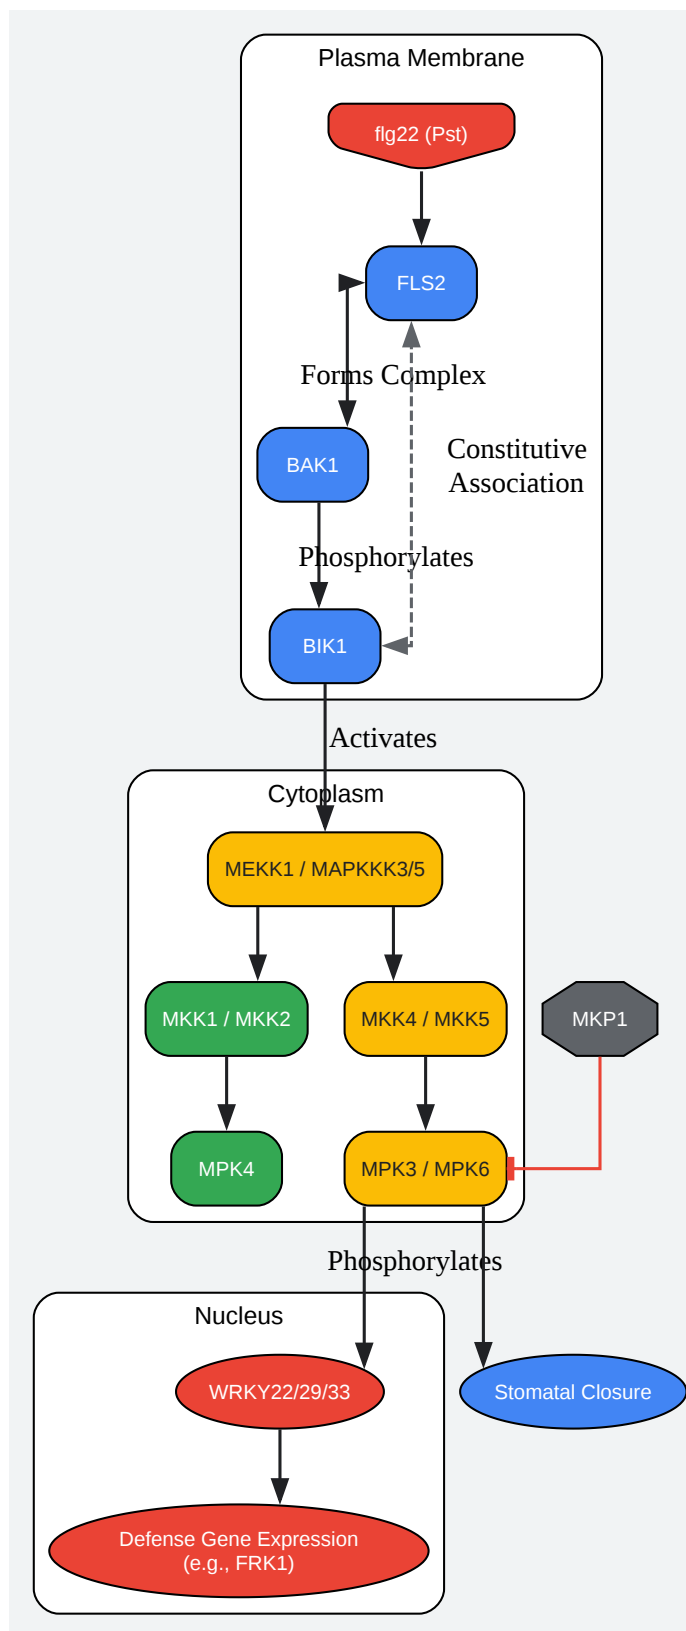 Plasma Membrane
flg22 (Pst)
FLS2
Forms Complex
Constitutive
Association
BAK1
Phosphorylates
BIK1
Activates
Cytoplasm
MEKK1 / MAPKKK3/5
MKK1 / MKK2
MKK4 / MKK5
MKP1
MPK4
MPK3 / MPK6
Phosphorylates
Nucleus
WRKY22/29/33
Stomatal Closure
Defense Gene Expression
(e.g., FRK1)